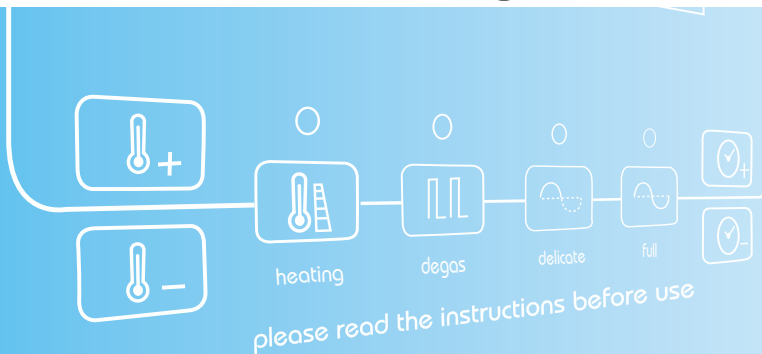 heating degas delicate full
please read the instructions before use